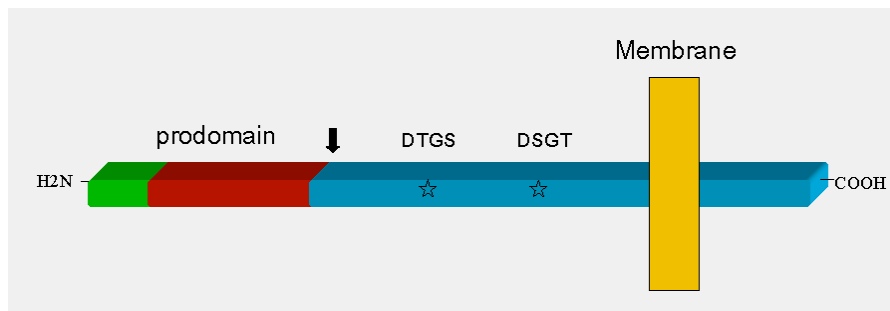 Membrane
prodomain
DTGS
DSGT
H2N
COOH